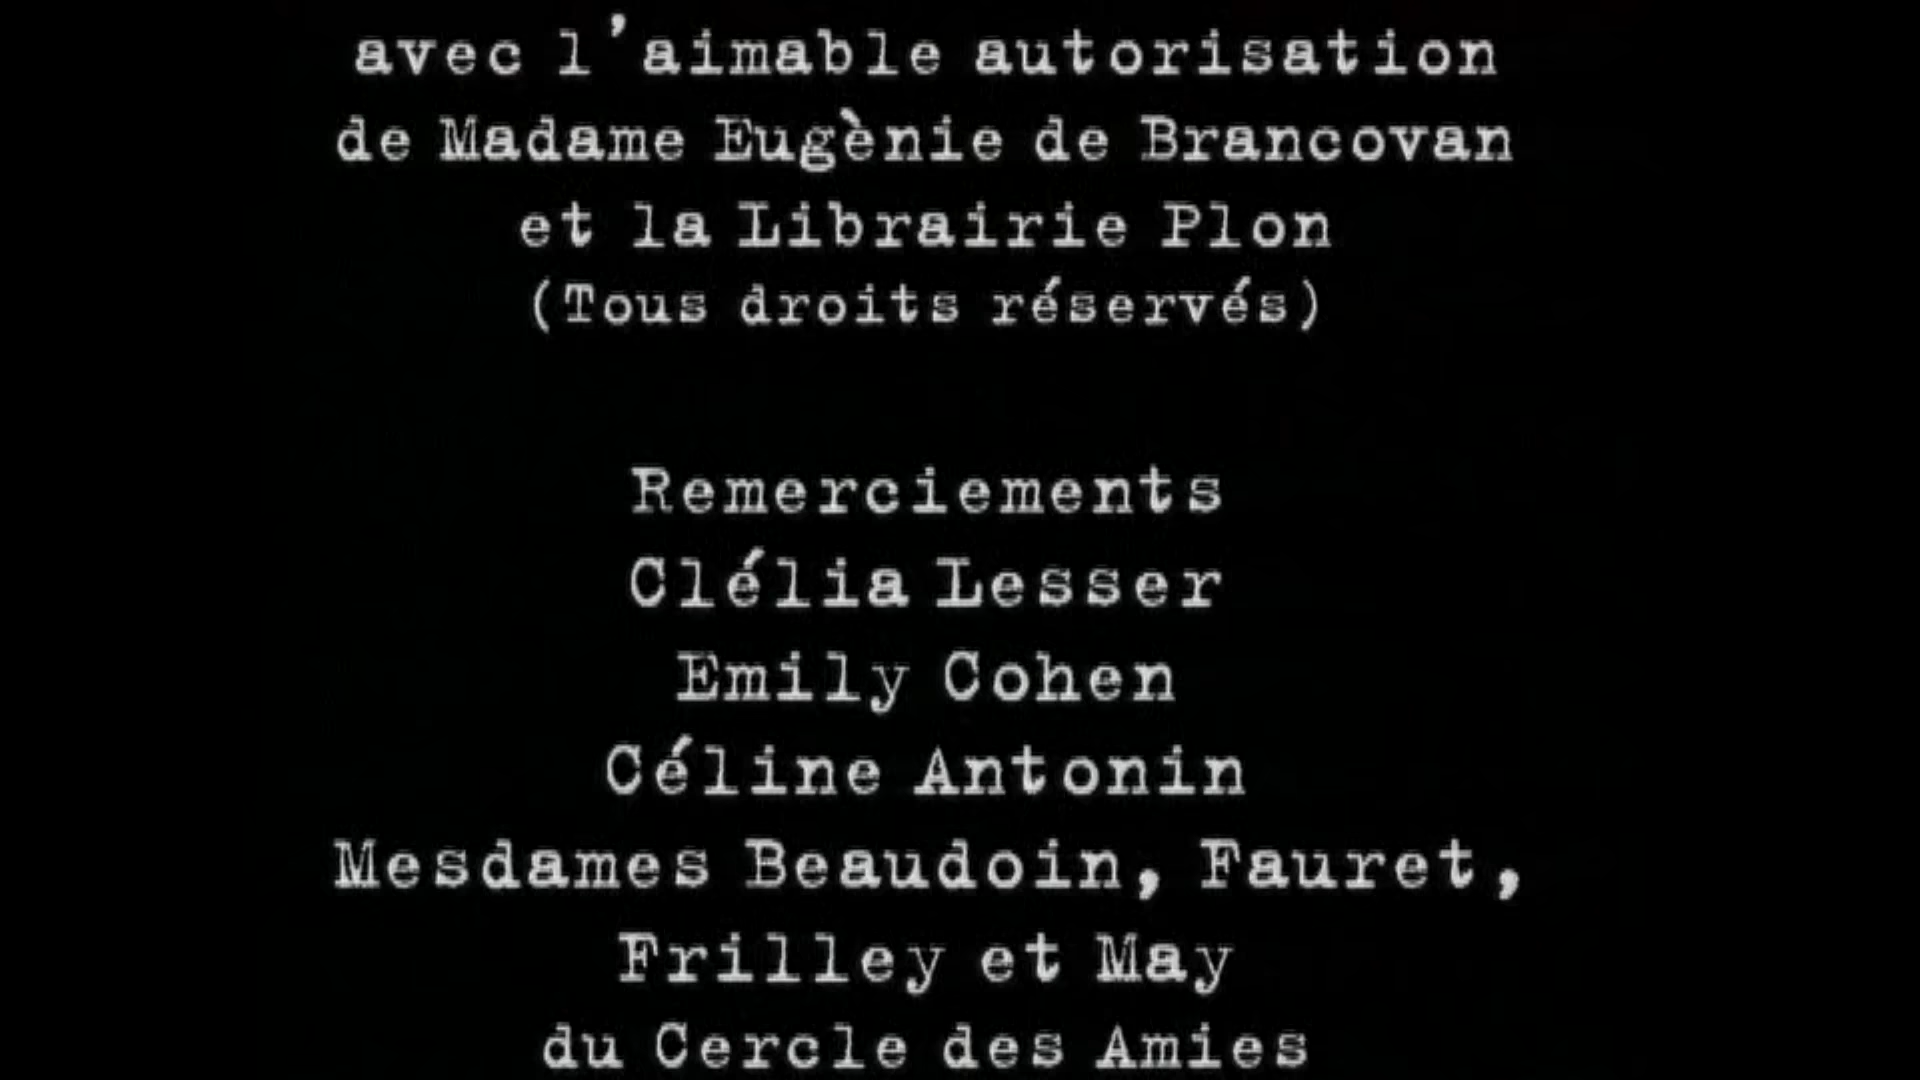 avec l'aimable autorisation
de Madame Eugènie de Brancovan
et la Librairie Plon
(Tous droits réservés)
Remerciements
Clélia Lesser
Emily Cohen
Céline Antonin
Mesdames Beaudoin, Fauret,
Frilley et May
du Cercle des Amies